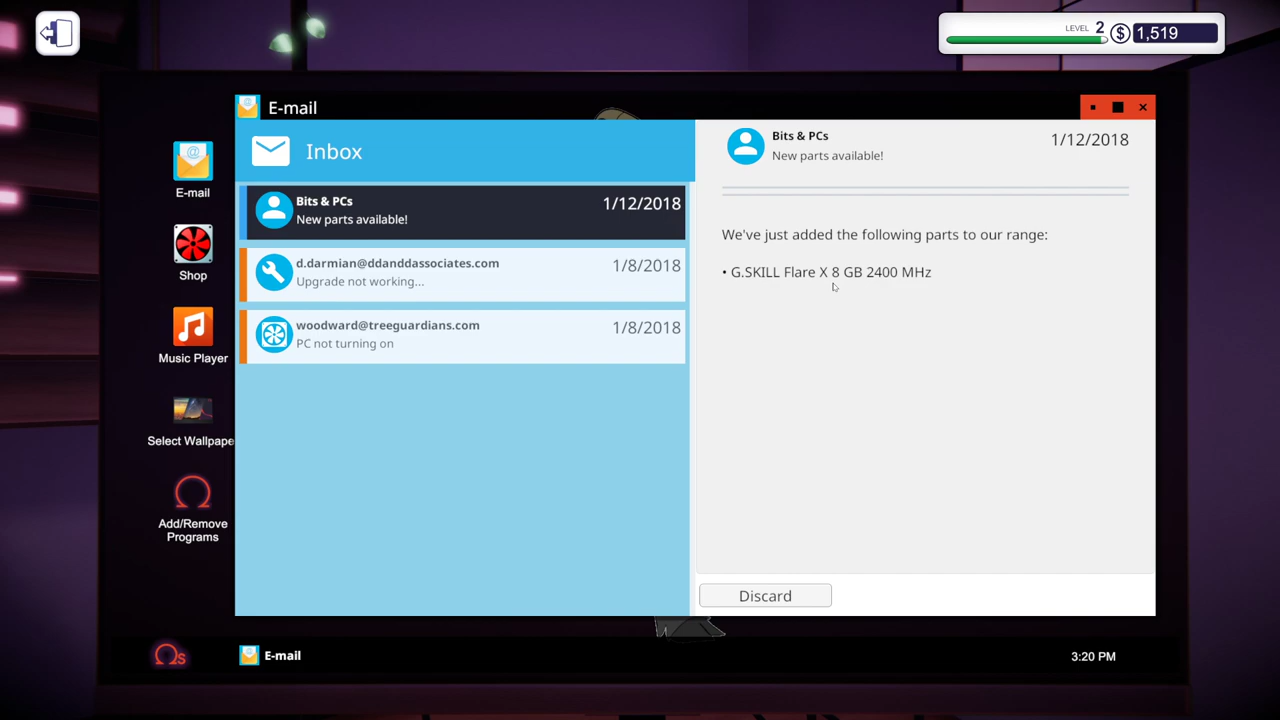 LEVEL 2
$ 1,519
E-mail
Inbox
Bits & PCs
New parts available!
1/12/2018
d.darmian@ddanddassociates.com
Upgrade not working...
1/8/2018
woodward@treeguardians.com
PC not turning on
1/8/2018
Bits & PCs
New parts available!
1/12/2018
We've just added the following parts to our range:
• G.SKILL Flare X 8 GB 2400 MHz
Discard
E-mail
Shop
Music Player
Select Wallpape
Add/Remove
Programs
Ωs
E-mail
3:20 PM